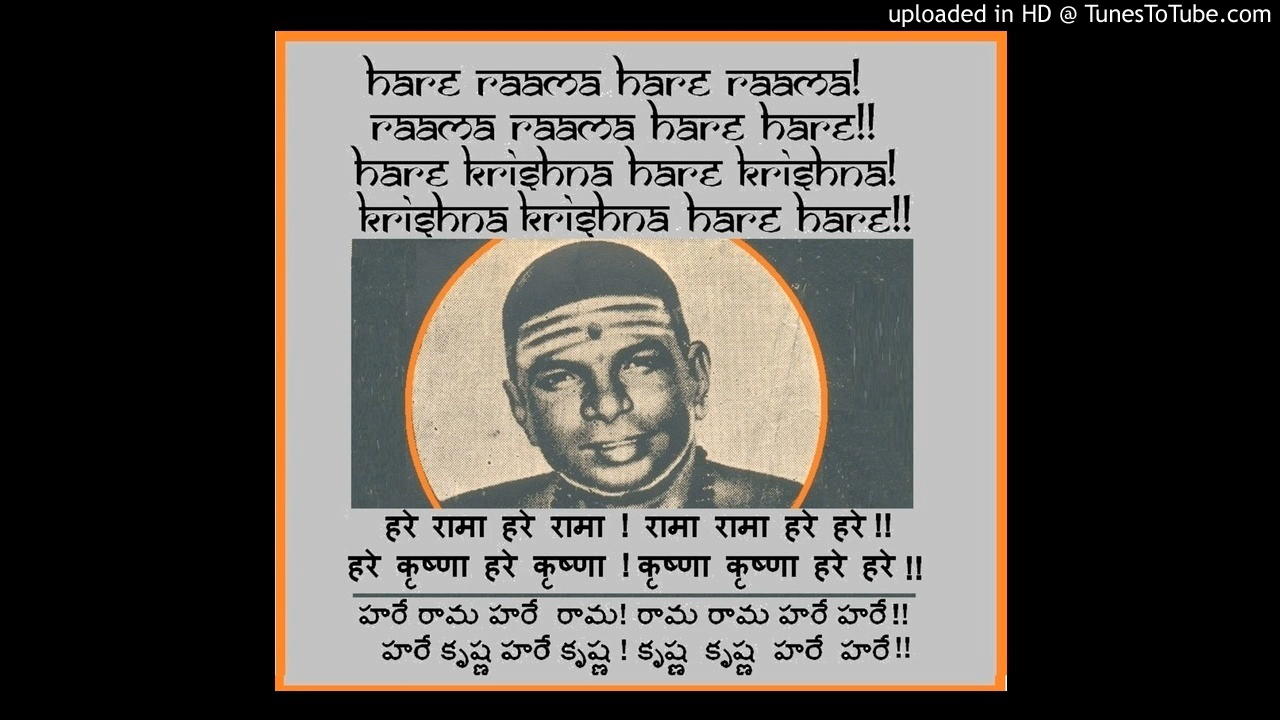 uploaded in HD @ TunesToTube.com
hare raama hare raama!
raama raama hare hare!!
hare krishna hare krishna!
krishna krishna hare hare!!
हरे रामा हरे रामा ! रामा रामा हरे हरे !!
हरे कृष्णा हरे कृष्णा ! कृष्णा कृष्णा हरे हरे !!
హరే రామ హరే రామ! రామ రామ హరే హరే!!
హరే కృష్ణ హరే కృష్ణ ! కృష్ణ కృష్ణ హరే హరే!!